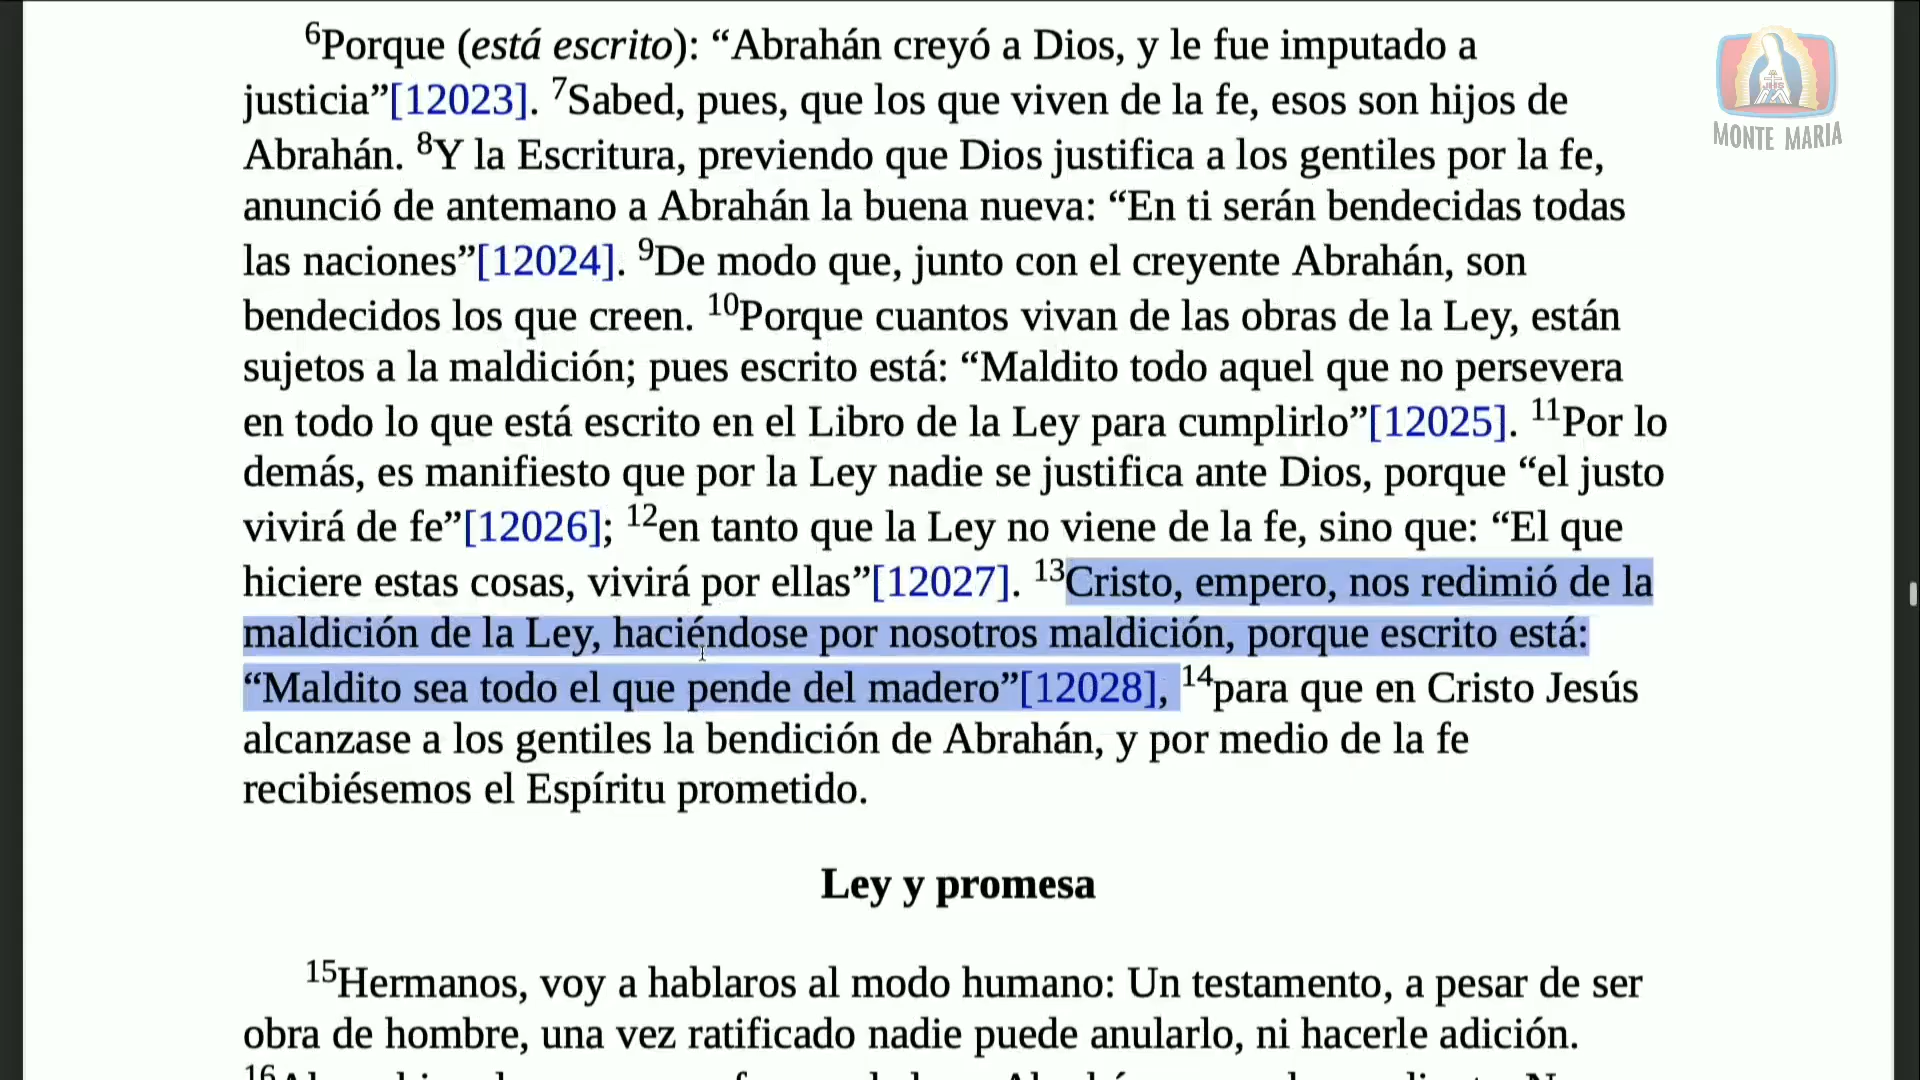 ⁶Porque (está escrito): “Abrahán creyó a Dios, y le fue imputado a
justicia”[12023]. ⁷Sabed, pues, que los que viven de la fe, esos son hijos de
Abrahán. ⁸Y la Escritura, previendo que Dios justifica a los gentiles por la fe,
anunció de antemano a Abrahán la buena nueva: “En ti serán bendecidas todas
las naciones”[12024]. ⁹De modo que, junto con el creyente Abrahán, son
bendecidos los que creen. ¹⁰Porque cuantos vivan de las obras de la Ley, están
sujetos a la maldición; pues escrito está: “Maldito todo aquel que no persevera
en todo lo que está escrito en el Libro de la Ley para cumplirlo”[12025]. ¹¹Por lo
demás, es manifiesto que por la Ley nadie se justifica ante Dios, porque “el justo
vivirá de fe”[12026]; ¹²en tanto que la Ley no viene de la fe, sino que: “El que
hiciere estas cosas, vivirá por ellas”[12027]. ¹³Cristo, empero, nos redimió de la
maldición de la Ley, haciéndose por nosotros maldición, porque escrito está:
“Maldito sea todo el que pende del madero”[12028], ¹⁴para que en Cristo Jesús
alcanzase a los gentiles la bendición de Abrahán, y por medio de la fe
recibiésemos el Espíritu prometido.
Ley y promesa
¹⁵Hermanos, voy a hablaros al modo humano: Un testamento, a pesar de ser
obra de hombre, una vez ratificado nadie puede anularlo, ni hacerle adición.
¹⁶
JHS
MONTE MARIA